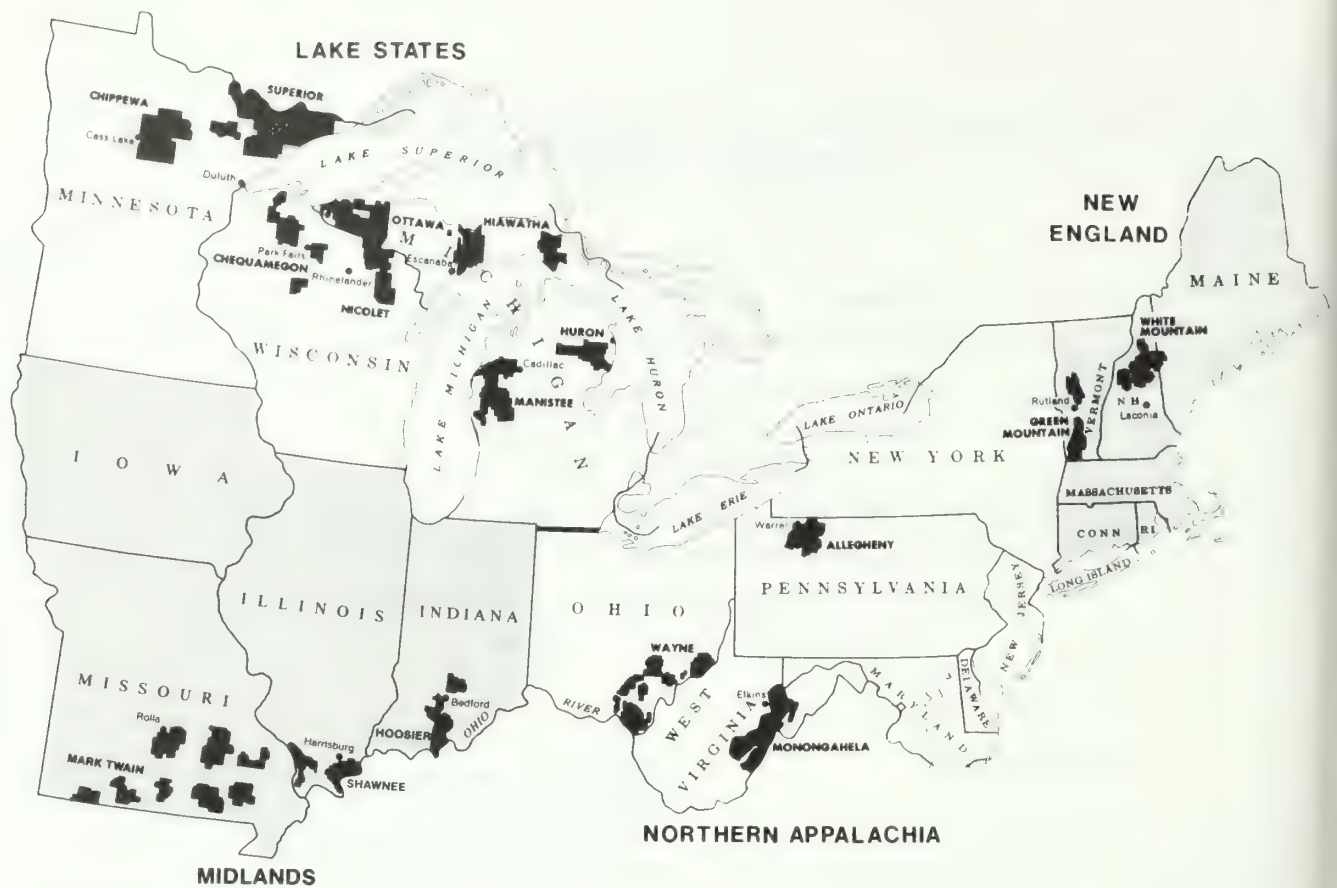 LAKE STATES
SUPERIOR
CHIPPEWA
Cass Lake
LAKE SUPERIOR
Duluth
MINNESOTA
OTTAWA
HIAWATHA
Escanaba
Park Falls
CHEQUAMEGON
Rhinelander
NICOLET
WISCONSIN
MICHIGAN
LAKE MICHIGAN
LAKE HURON
HURON
Cadillac
MANISTEE
NEW
ENGLAND
MAINE
WHITE
MOUNTAIN
VERMONT
N H
Laconia
Rutland
GREEN
MOUNTAIN
LAKE ONTARIO
NEW YORK
MASSACHUSETTS
CONN
RI
LONG ISLAND
LAKE ERIE
Warren
ALLEGHENY
PENNSYLVANIA
NEW JERSEY
IOWA
ILLINOIS
INDIANA
OHIO
WAYNE
MISSOURI
Rolla
MARK TWAIN
Harrisburg
SHAWNEE
Bedford
HOOSIER
OHIO RIVER
WEST
VIRGINIA
Elkins
MONONGAHELA
MARYLAND
DELAWARE
NORTHERN APPALACHIA
MIDLANDS